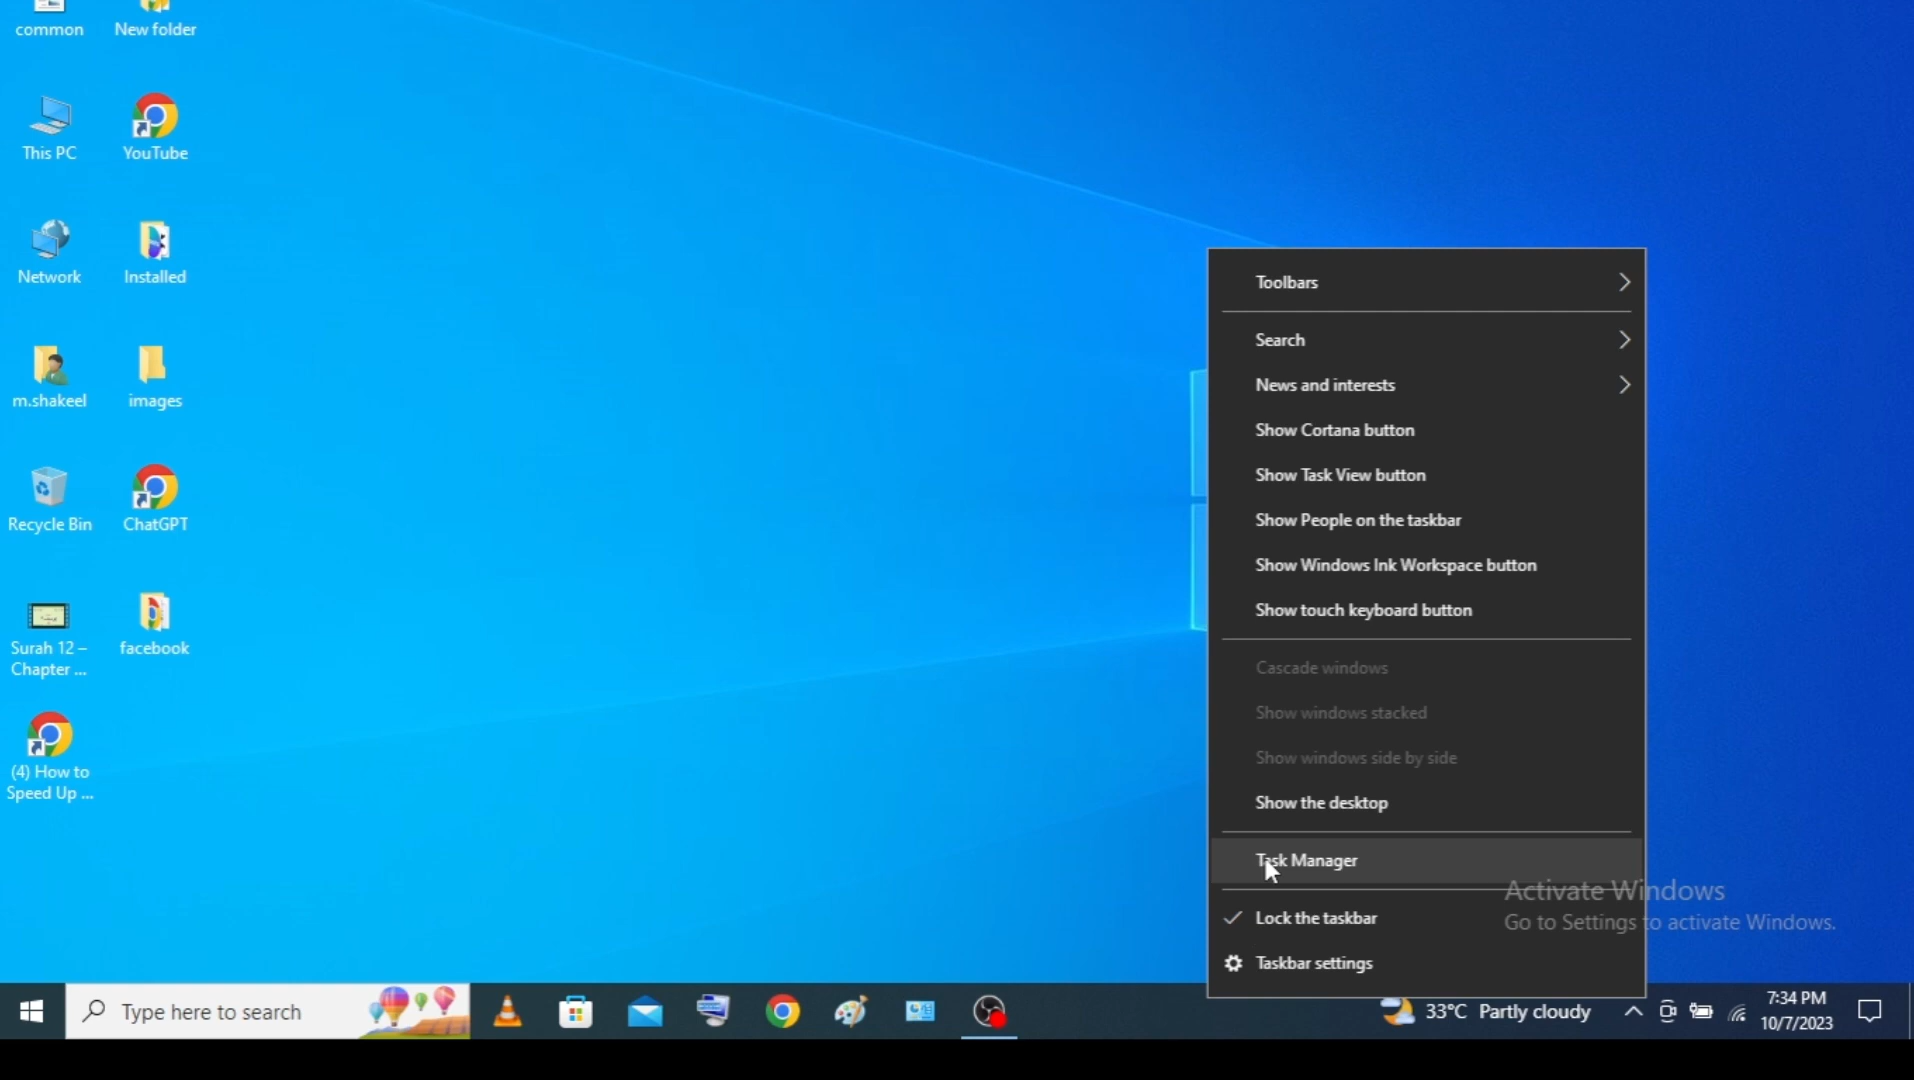 common
New folder
This PC
YouTube
Network
Installed
m.shakeel
images
Recycle Bin
ChatGPT
Surah 12 –
Chapter ...
facebook
(4) How to
Speed Up ...
Toolbars
Search
News and interests
Show Cortana button
Show Task View button
Show People on the taskbar
Show Windows Ink Workspace button
Show touch keyboard button
Cascade windows
Show windows stacked
Show windows side by side
Show the desktop
Task Manager
Lock the taskbar
Taskbar settings
Activate Windows
Go to Settings to activate Windows.
Type here to search
33°C Partly cloudy
7:34 PM
10/7/2023